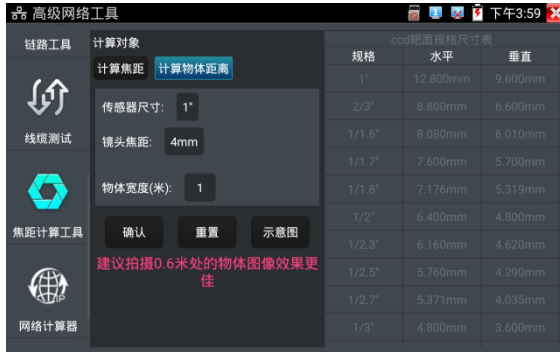 高级网络工具
下午3:59
链路工具
线缆测试
焦距计算工具
网络计算器
IP
计算对象
计算焦距 计算物体距离
传感器尺寸: 1"
镜头焦距: 4mm
物体宽度(米): 1
确认 重置 示意图
建议拍摄0.6米处的物体图像效果更
佳
ccd靶面规格尺寸表
规格 水平 垂直
1" 12.800mm 9.600mm
2/3" 8.800mm 6.600mm
1/1.6" 8.080mm 6.010mm
1/1.7" 7.600mm 5.700mm
1/1.8" 7.176mm 5.319mm
1/2" 6.400mm 4.800mm
1/2.3" 6.160mm 4.620mm
1/2.5" 5.760mm 4.290mm
1/2.7" 5.371mm 4.035mm
1/3" 4.800mm 3.600mm